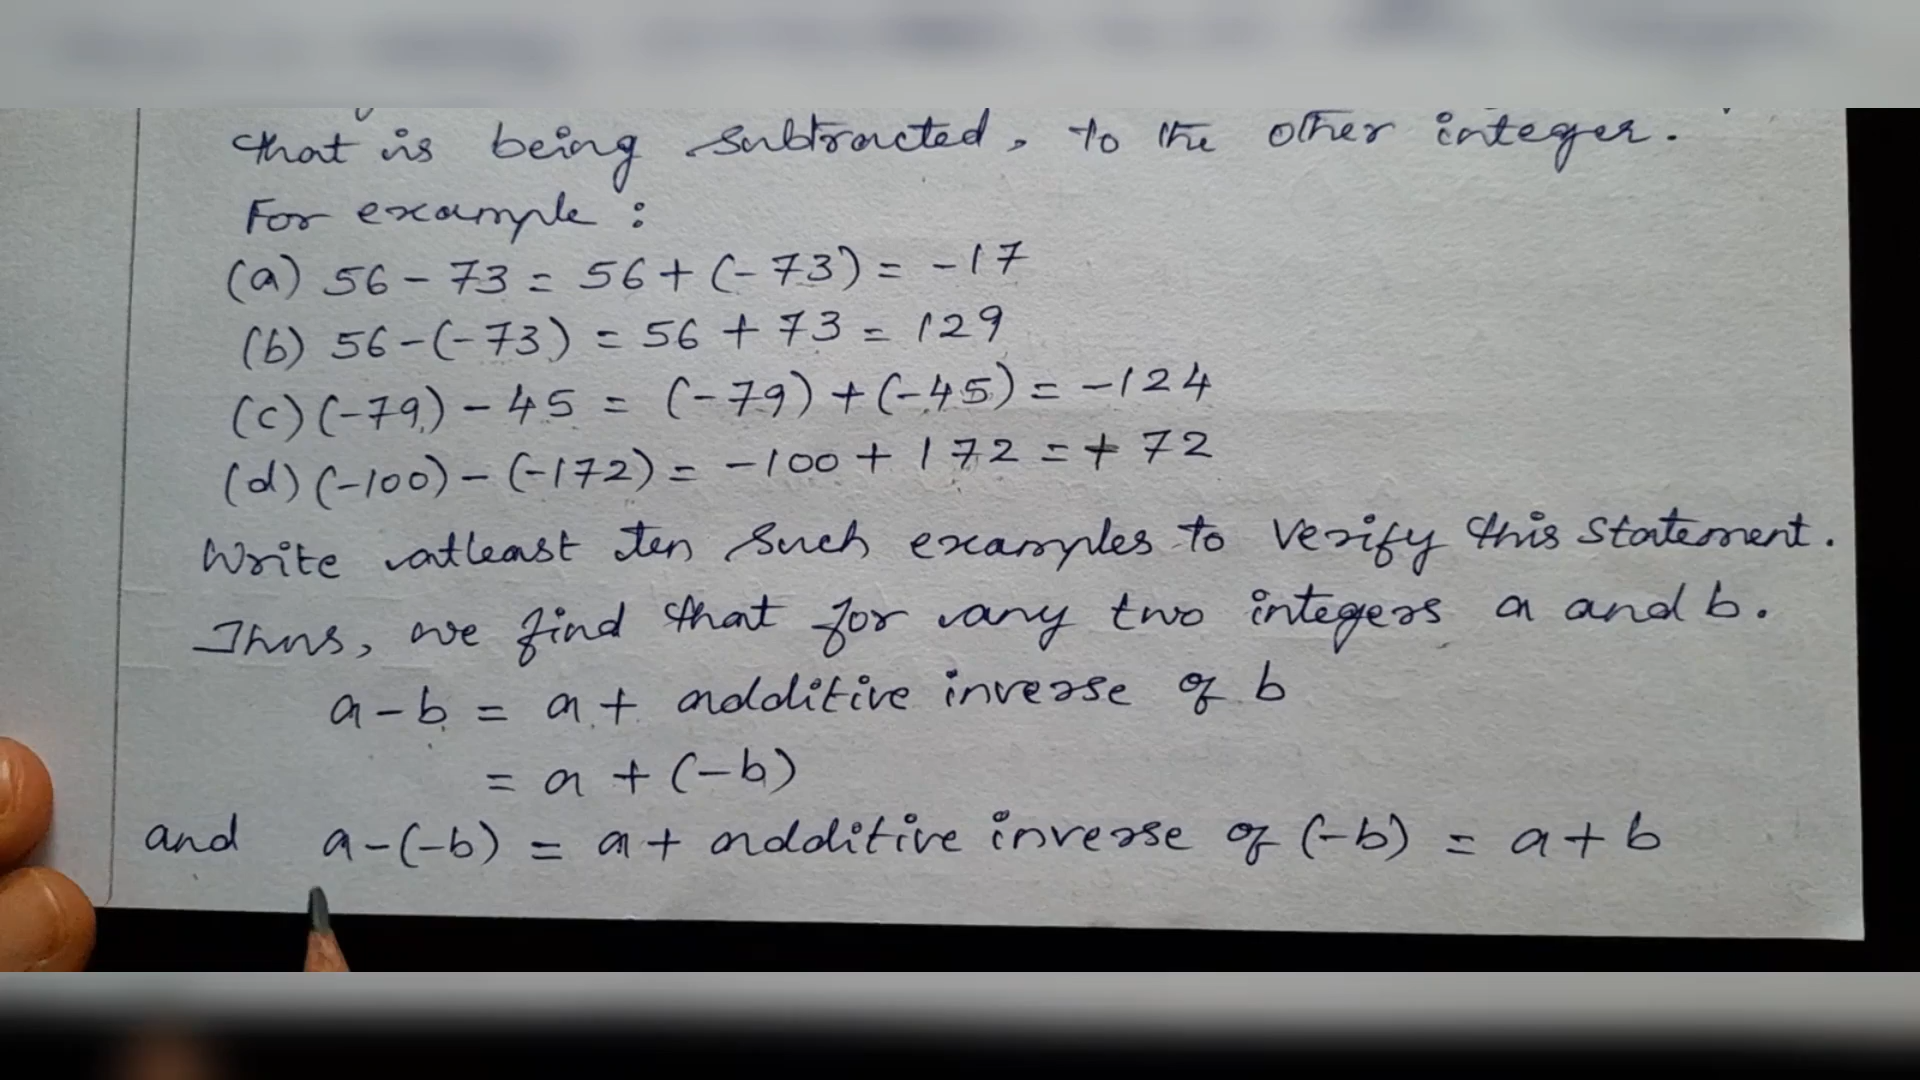 that is being subtracted, to the other integer.
For example :
(a) 56 - 73 = 56 + (- 73) = -17
(b) 56 - (- 73) = 56 + 73 = 129
(c) (-79) - 45 = (-79) + (-45) = -124
(d) (-100) - (-172) = -100 + 172 = + 72
Write atleast ten such examples to verify this statement.
Thus, we find that for any two integers a and b.
a - b = a + additive inverse of b
= a + (-b)
and a - (-b) = a + additive inverse of (-b) = a + b